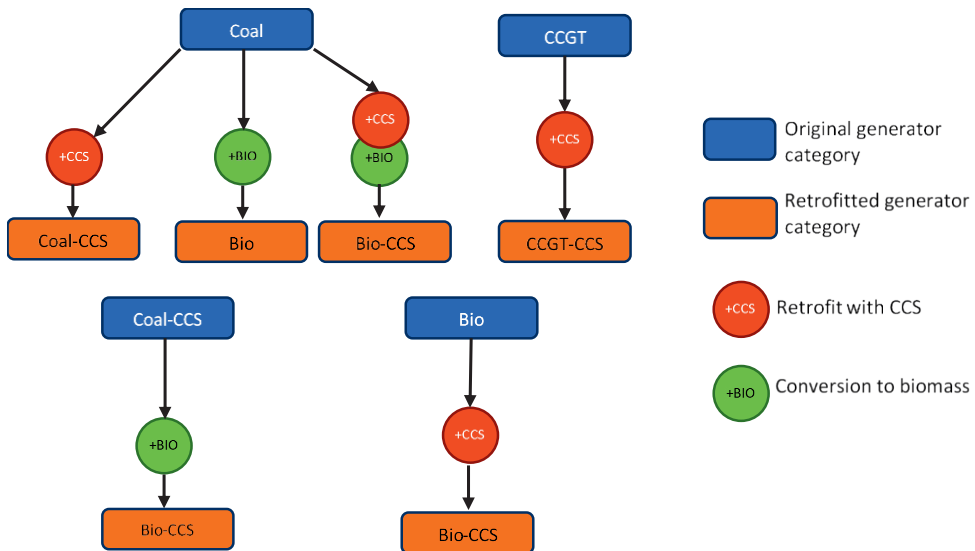 Coal
CCGT
+CCS
+BIO
+CCS
+BIO
+CCS
Coal-CCS
Bio
Bio-CCS
CCGT-CCS
Coal-CCS
Bio
+BIO
+CCS
Bio-CCS
Bio-CCS
Original generator
category
Retrofitted generator
category
+CCS
Retrofit with CCS
+BIO
Conversion to biomass